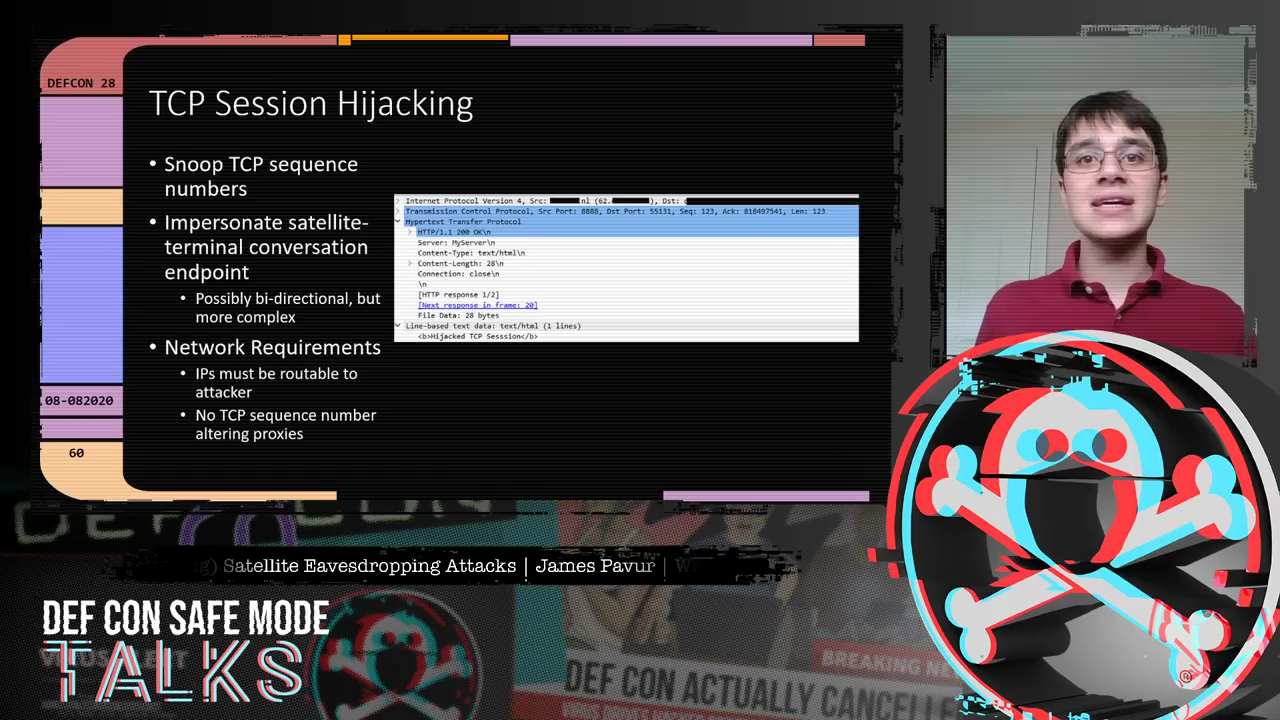 DEFCON 28
TCP Session Hijacking
• Snoop TCP sequence
numbers
• Impersonate satellite-
terminal conversation
endpoint
• Possibly bi-directional, but
more complex
• Network Requirements
• IPs must be routable to
attacker
• No TCP sequence number
altering proxies
08-082020
60
Internet Protocol Version 4, Src: nl (62. ), Dst:
Transmission Control Protocol, Src Port: 8888, Dst Port: 55131, Seq: 123, Ack: 818497541, Len: 123
Hypertext Transfer Protocol
HTTP/1.1 200 OK\n
Server: MyServer\n
Content-Type: text/html\n
Content-Length: 28\n
Connection: close\n
\n
[HTTP response 1/2]
[Next response in frame: 20]
File Data: 28 bytes
Line-based text data: text/html (1 lines)
<b>Hijacked TCP Sesssion</b>
Satellite Eavesdropping Attacks | James Pavur |
DEF CON SAFE MODE
TALKS
DEF CON
BREAKING
DEF CON ACTUALLY CANCELLE
®